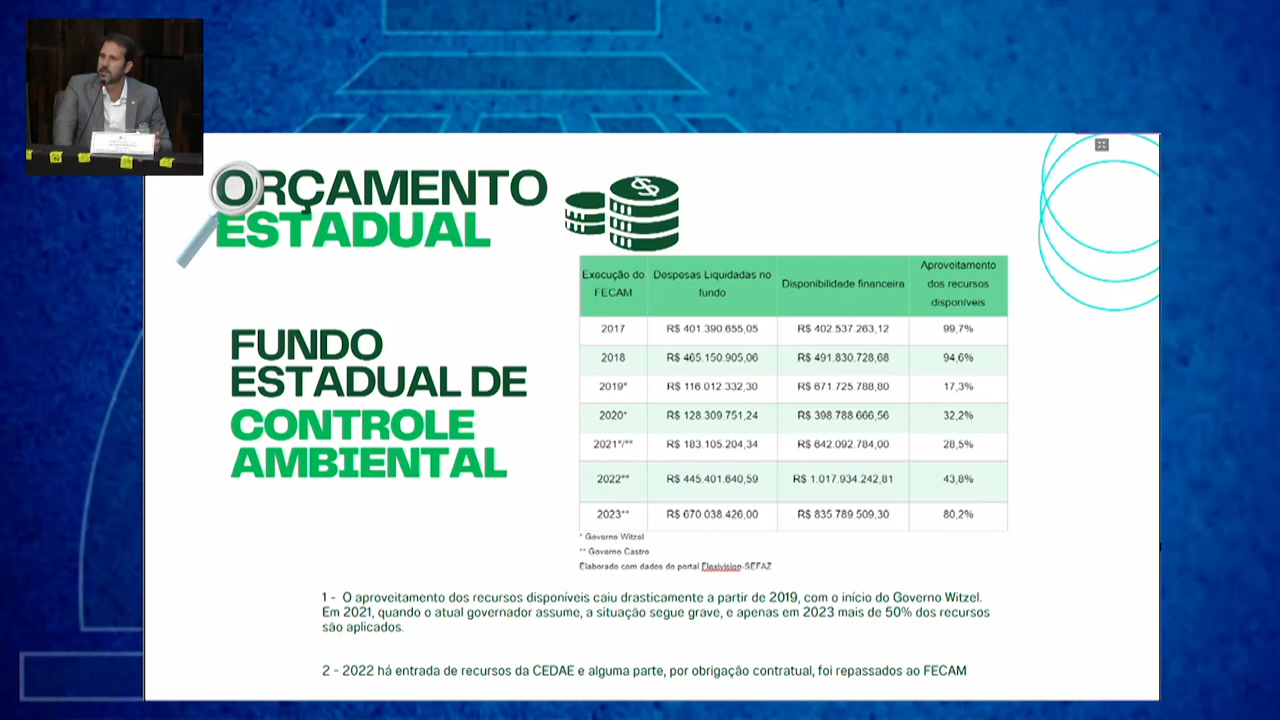 ORÇAMENTO
ESTADUAL
FUNDO
ESTADUAL DE
CONTROLE
AMBIENTAL
Execução do FECAM Despesas Liquidadas no fundo Disponibilidade financeira Aproveitamento dos recursos disponíveis
2017 R$ 401.390.655,05 R$ 402.537.263,12 99,7%
2018 R$ 465.150.905,06 R$ 491.830.728,68 94,6%
2019* R$ 116.012.332,30 R$ 671.725.788,80 17,3%
2020* R$ 128.309.751,24 R$ 398.788.666,56 32,2%
2021*/** R$ 183.105.204,34 R$ 642.092.784,00 28,5%
2022** R$ 445.401.640,59 R$ 1.017.934.242,81 43,8%
2023** R$ 670.038.426,00 R$ 835.789.509,30 80,2%
* Governo Witzel
** Governo Castro
Elaborado com dados do portal Flexivision-SEFAZ
1 - O aproveitamento dos recursos disponíveis caiu drasticamente a partir de 2019, com o início do Governo Witzel.
Em 2021, quando o atual governador assume, a situação segue grave, e apenas em 2023 mais de 50% dos recursos
são aplicados.
2 - 2022 há entrada de recursos da CEDAE e alguma parte, por obrigação contratual, foi repassados ao FECAM